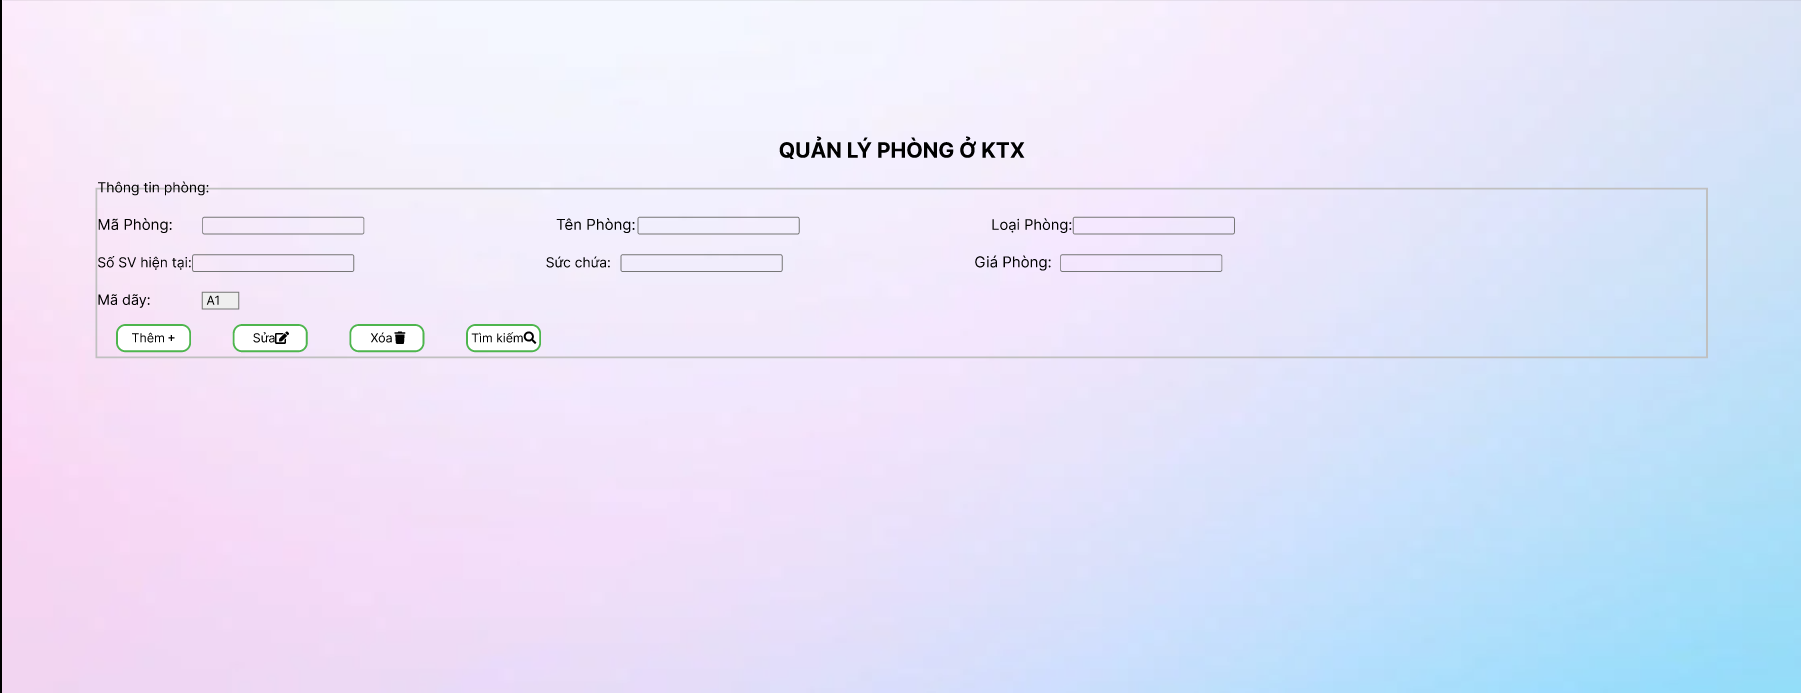 QUẢN LÝ PHÒNG Ở KTX
Thông tin phòng:
Mã Phòng: Tên Phòng: Loại Phòng:
Số SV hiện tại: Sức chứa: Giá Phòng:
Mã dãy: A1
Thêm + Sửa Xóa Tìm kiếm